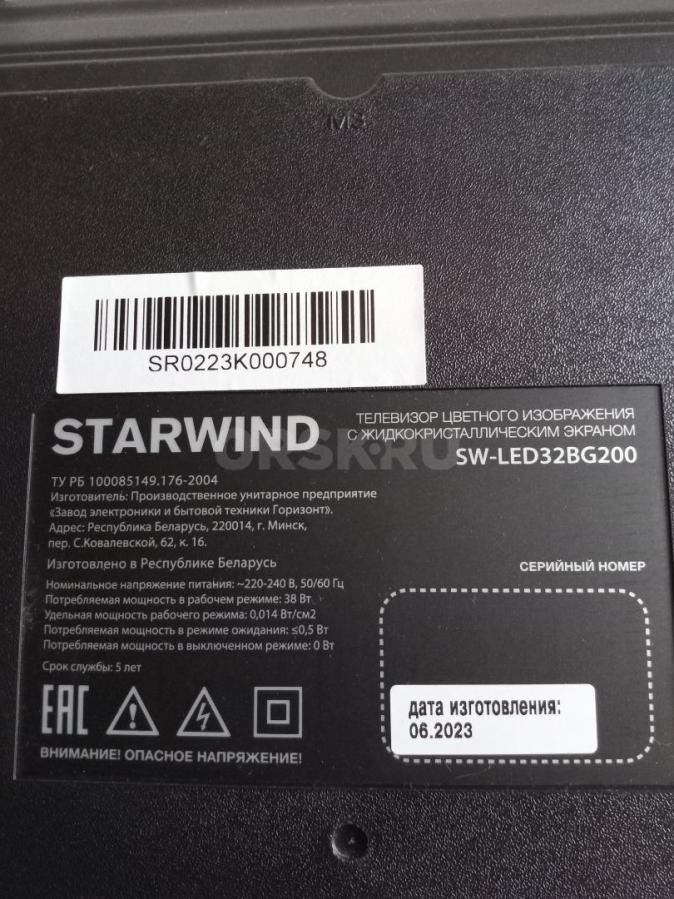 M3
SR0223K000748
STARWIND
ТЕЛЕВИЗОР ЦВЕТНОГО ИЗОБРАЖЕНИЯ
С ЖИДКОКРИСТАЛЛИЧЕСКИМ ЭКРАНОМ
SW-LED32BG200
ORSK.RU
ТУ РБ 100085149.176-2004
Изготовитель: Производственное унитарное предприятие
«Завод электроники и бытовой техники Горизонт».
Адрес: Республика Беларусь, 220014, г. Минск,
пер. С.Ковалевской, 62, к. 16.
Изготовлено в Республике Беларусь
Номинальное напряжение питания: ~220-240 В, 50/60 Гц
Потребляемая мощность в рабочем режиме: 38 Вт
Удельная мощность рабочего режима: 0,014 Вт/см2
Потребляемая мощность в режиме ожидания: ≤0,5 Вт
Потребляемая мощность в выключенном режиме: 0 Вт
Срок службы: 5 лет
EAC
ВНИМАНИЕ! ОПАСНОЕ НАПРЯЖЕНИЕ!
СЕРИЙНЫЙ НОМЕР
дата изготовления:
06.2023